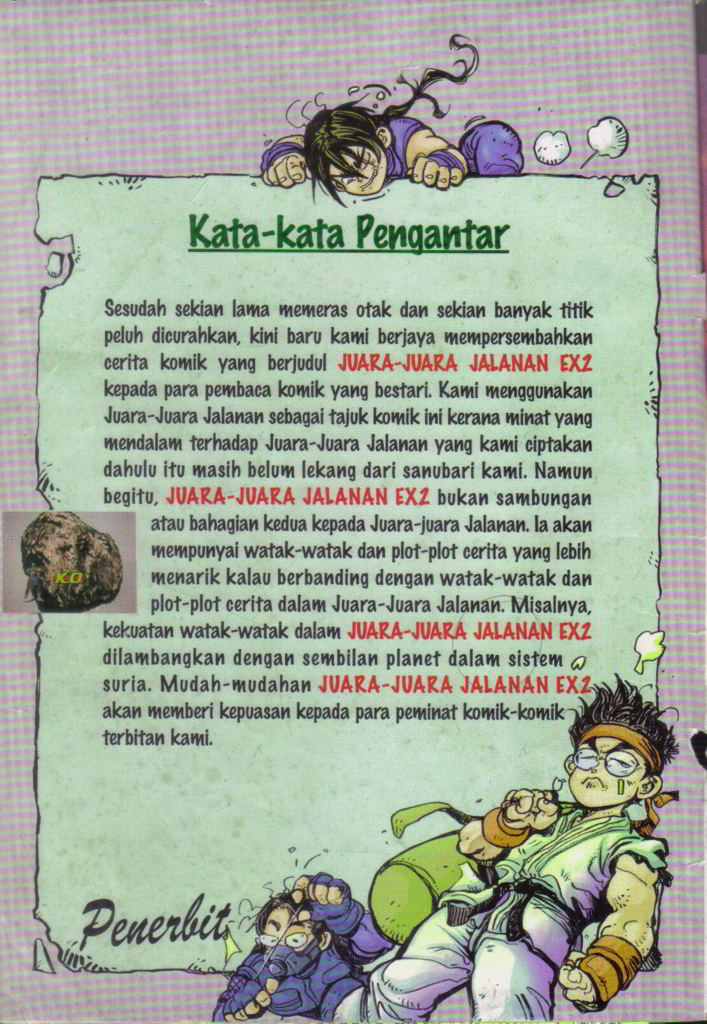 Kata-kata Pengantar
Sesudah sekian lama memeras otak dan sekian banyak titik
peluh dicurahkan, kini baru kami berjaya mempersembahkan
cerita komik yang berjudul JUARA-JUARA JALANAN EX2
kepada para pembaca komik yang bestari. Kami menggunakan
Juara-Juara Jalanan sebagai tajuk komik ini kerana minat yang
mendalam terhadap Juara-Juara Jalanan yang kami ciptakan
dahulu itu masih belum lekang dari sanubari kami. Namun
begitu, JUARA-JUARA JALANAN EX2 bukan sambungan
atau bahagian kedua kepada Juara-juara Jalanan. Ia akan
mempunyai watak-watak dan plot-plot cerita yang lebih
menarik kalau berbanding dengan watak-watak dan
plot-plot cerita dalam Juara-Juara Jalanan. Misalnya,
kekuatan watak-watak dalam JUARA-JUARA JALANAN EX2
dilambangkan dengan sembilan planet dalam sistem
suria. Mudah-mudahan JUARA-JUARA JALANAN EX2
akan memberi kepuasan kepada para peminat komik-komik
terbitan kami.
K.O
Penerbit